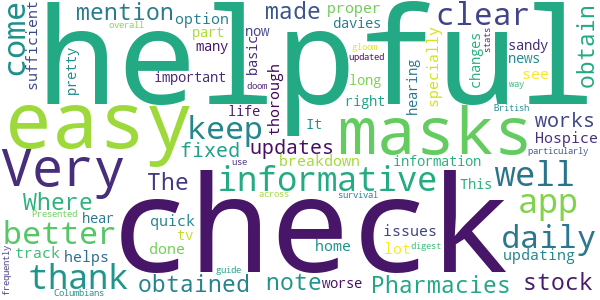 helpful
check
easy
masks
Very
informative
clear
come
mention
option
made
davies
proper
obtain
sufficient
pretty
part
many
now
basic
overall
gloom
updated
doom
stats
changes
sandy
news
see
way
specially
hearing
important
long
right
thorough
life
It
British
keep
works
Hospice
particularly
fixed
updates
breakdown
information
well
Where
The
This
use
across
survival
app
better
Presented
hear
quick
tv
done
home
issues
digest
daily
track
helps
lot
updating
frequently
thank
obtained
guide
note
worse
Pharmacies
stock
Columbians